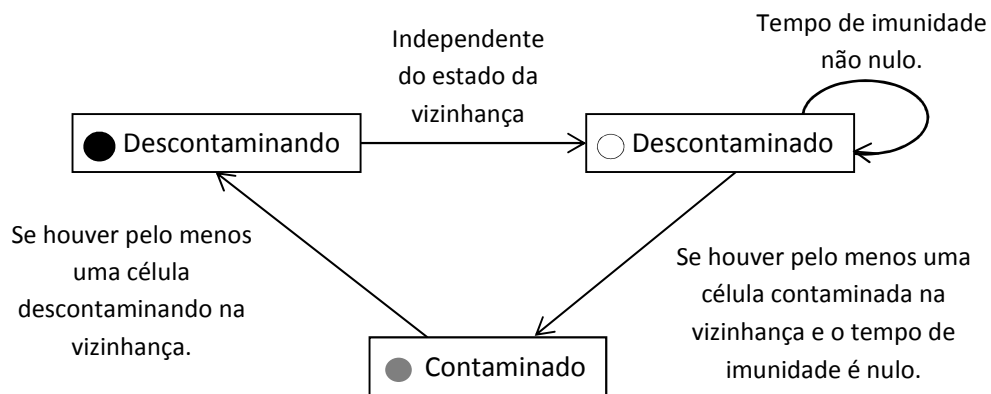 Independente
do estado da
vizinhança
Tempo de imunidade
não nulo.
Descontaminando
Descontaminado
Se houver pelo menos
uma célula
descontaminando na
vizinhança.
Se houver pelo menos uma
célula contaminada na
vizinhança e o tempo de
imunidade é nulo.
Contaminado